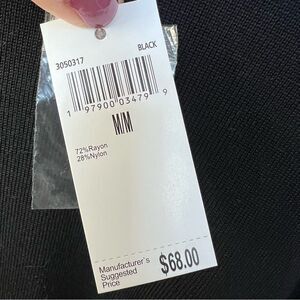 3050317
BLACK
1 97900 03479 9
M/M
72%Rayon
28%Nylon
Manufacturer's
Suggested
Price
$68.00